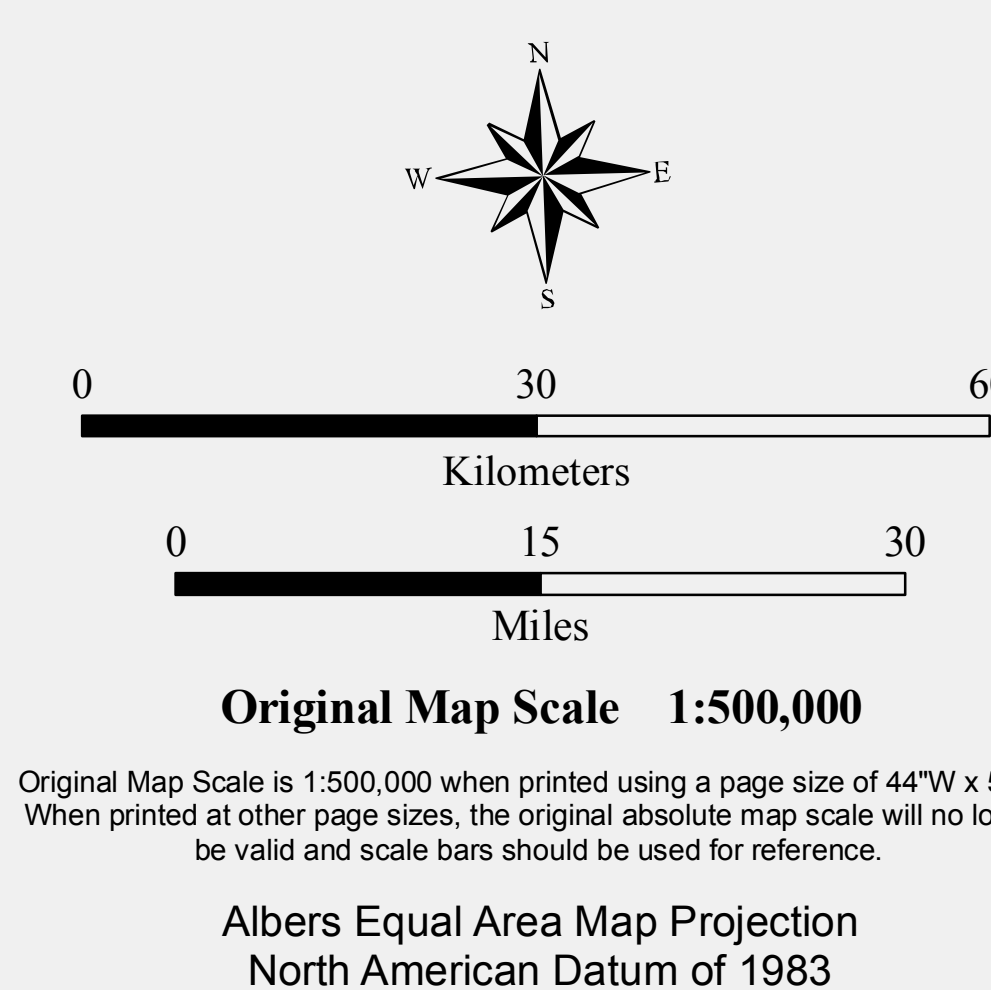 N
W E
S
0 30
Kilometers
0 15 30
Miles
Original Map Scale 1:500,000
Original Map Scale is 1:500,000 when printed using a page size of 44"W x
When printed at other page sizes, the original absolute map scale will no
be valid and scale bars should be used for reference.
Albers Equal Area Map Projection
North American Datum of 1983